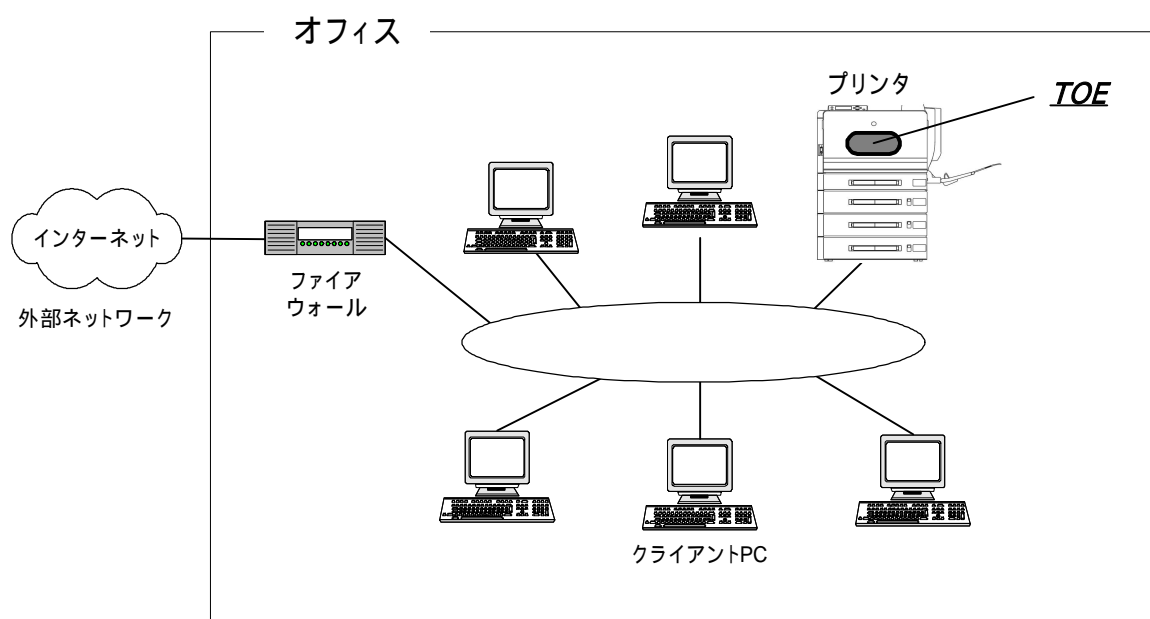 オフィス
プリンタ
TOE
インターネット
ファイア
ウォール
外部ネットワーク
クライアントPC